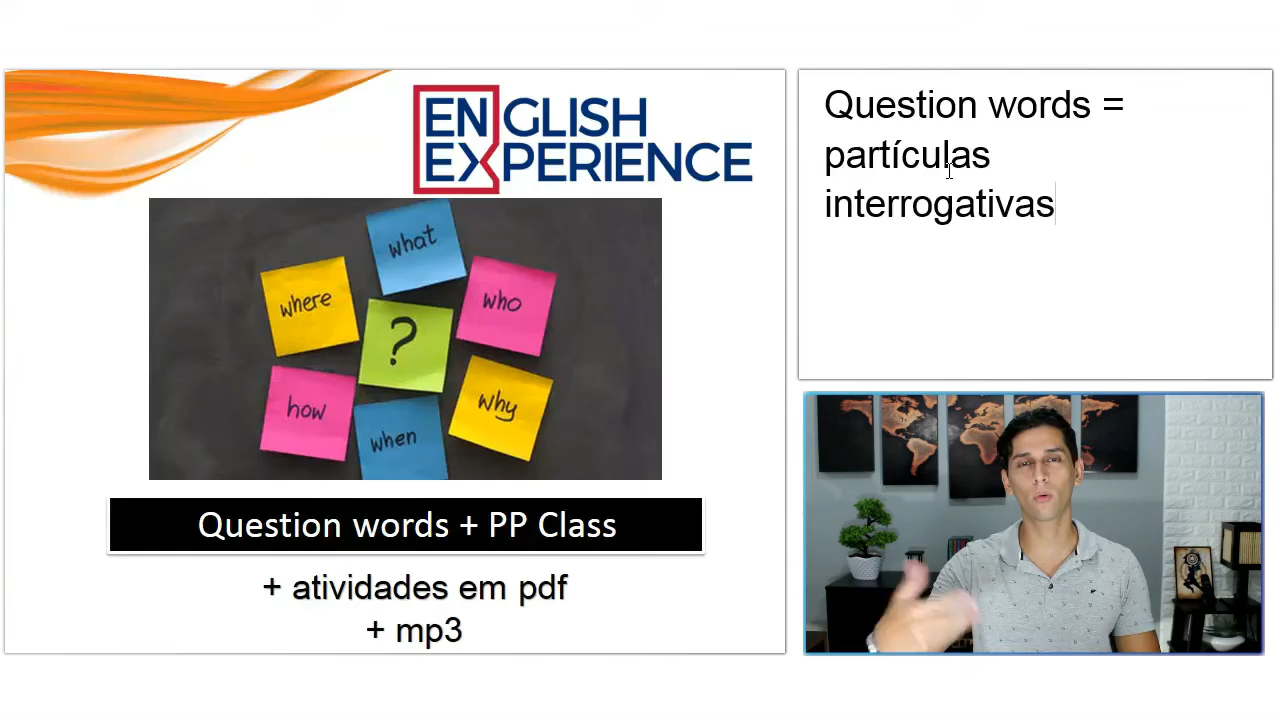 ENGLISH
EXPERIENCE
what
where
who
?
how
why
when
Question words + PP Class
+ atividades em pdf
+ mp3
Question words =
partículas
interrogativas